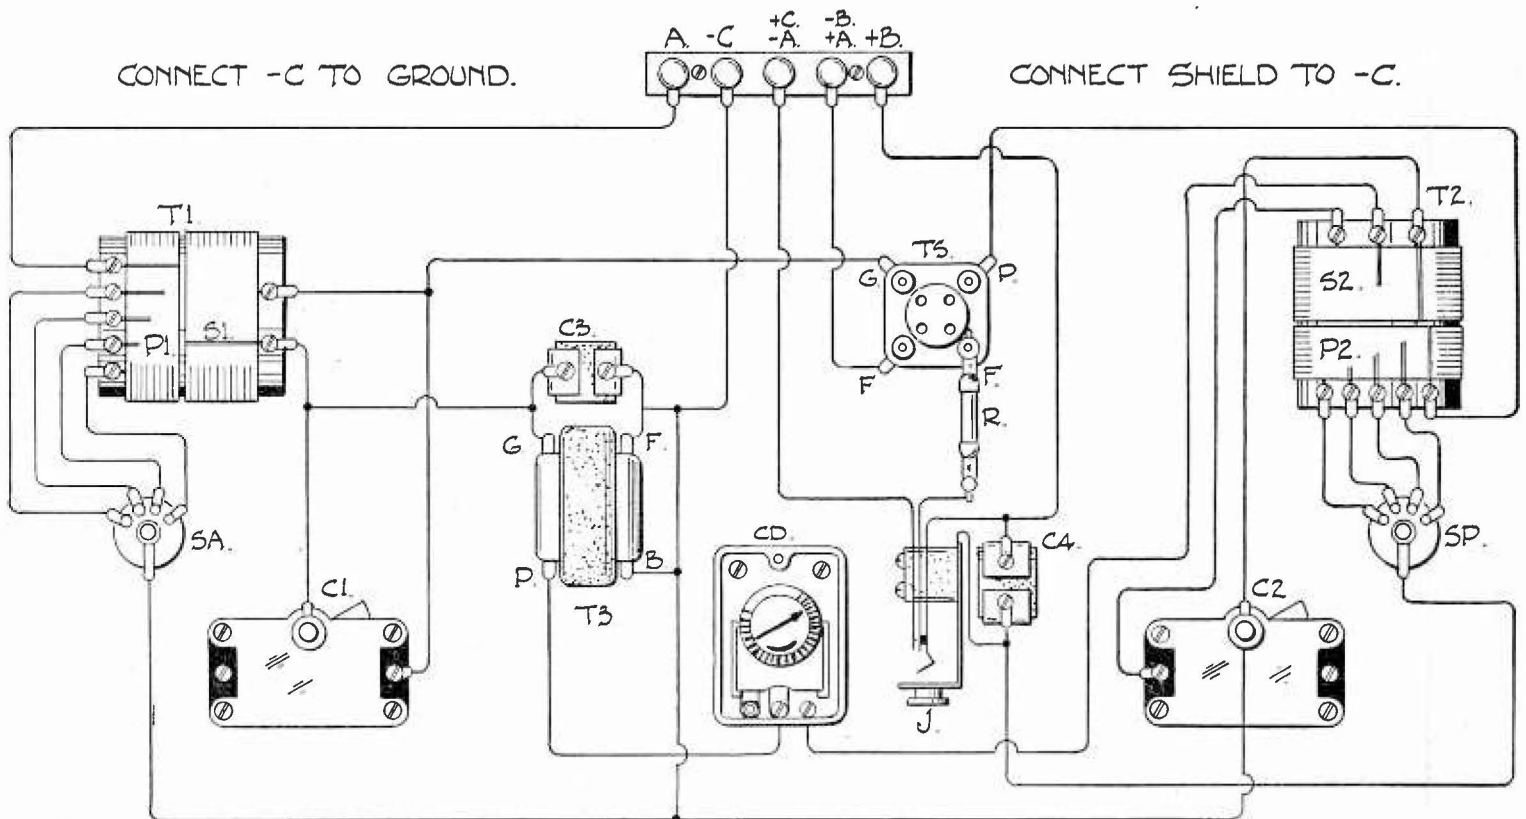 +C. -B.
A. -C -A. +A. +B.
CONNECT -C TO GROUND.
CONNECT SHIELD TO -C.
T1.
T2.
TS.
G. P.
S2.
C3.
S1.
P1.
P2.
F F.
R.
G F.
SA.
SP.
CD.
C4.
P. B
C1.
C2
T3
J.